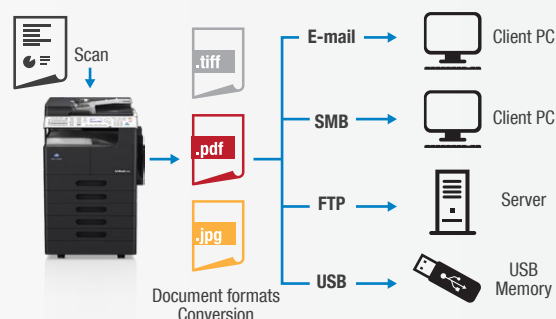 Scan
.tiff
.pdf
.jpg
Document formats
Conversion
E-mail
Client PC
SMB
Client PC
FTP
Server
USB
USB
Memory